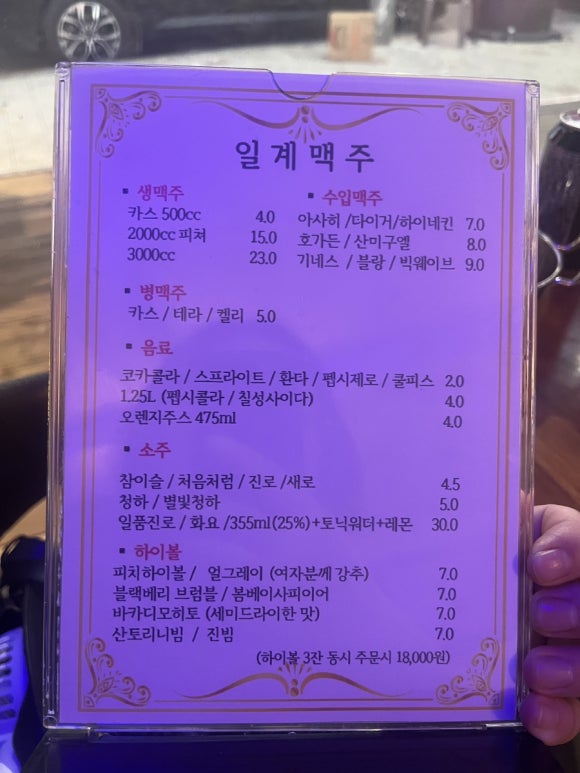 일계맥주
▪ 생맥주
카스 500cc 4.0
2000cc 피쳐 15.0
3000cc 23.0
▪ 수입맥주
아사히 /타이거/하이네킨 7.0
호가든 / 산미구엘 8.0
기네스 / 블랑 / 빅웨이브 9.0
▪ 병맥주
카스 / 테라 / 켈리 5.0
▪ 음료
코카콜라 / 스프라이트 / 환다 / 펩시제로 / 쿨피스 2.0
1.25L (펩시콜라 / 칠성사이다) 4.0
오렌지주스 475ml 4.0
▪ 소주
참이슬 / 처음처럼 / 진로 /새로 4.5
청하 / 별빛청하 5.0
일품진로 / 화요 /355ml (25%) +토닉워터+레몬 30.0
▪ 하이볼
피치하이볼 / 얼그레이 (여자분께 강추) 7.0
블랙베리 브럼블 / 봄베이사피이어 7.0
바카디모히토 (세미드라이한 맛) 7.0
산토리니빔 / 진빔 7.0
(하이볼 3잔 동시 주문시 18,000원)